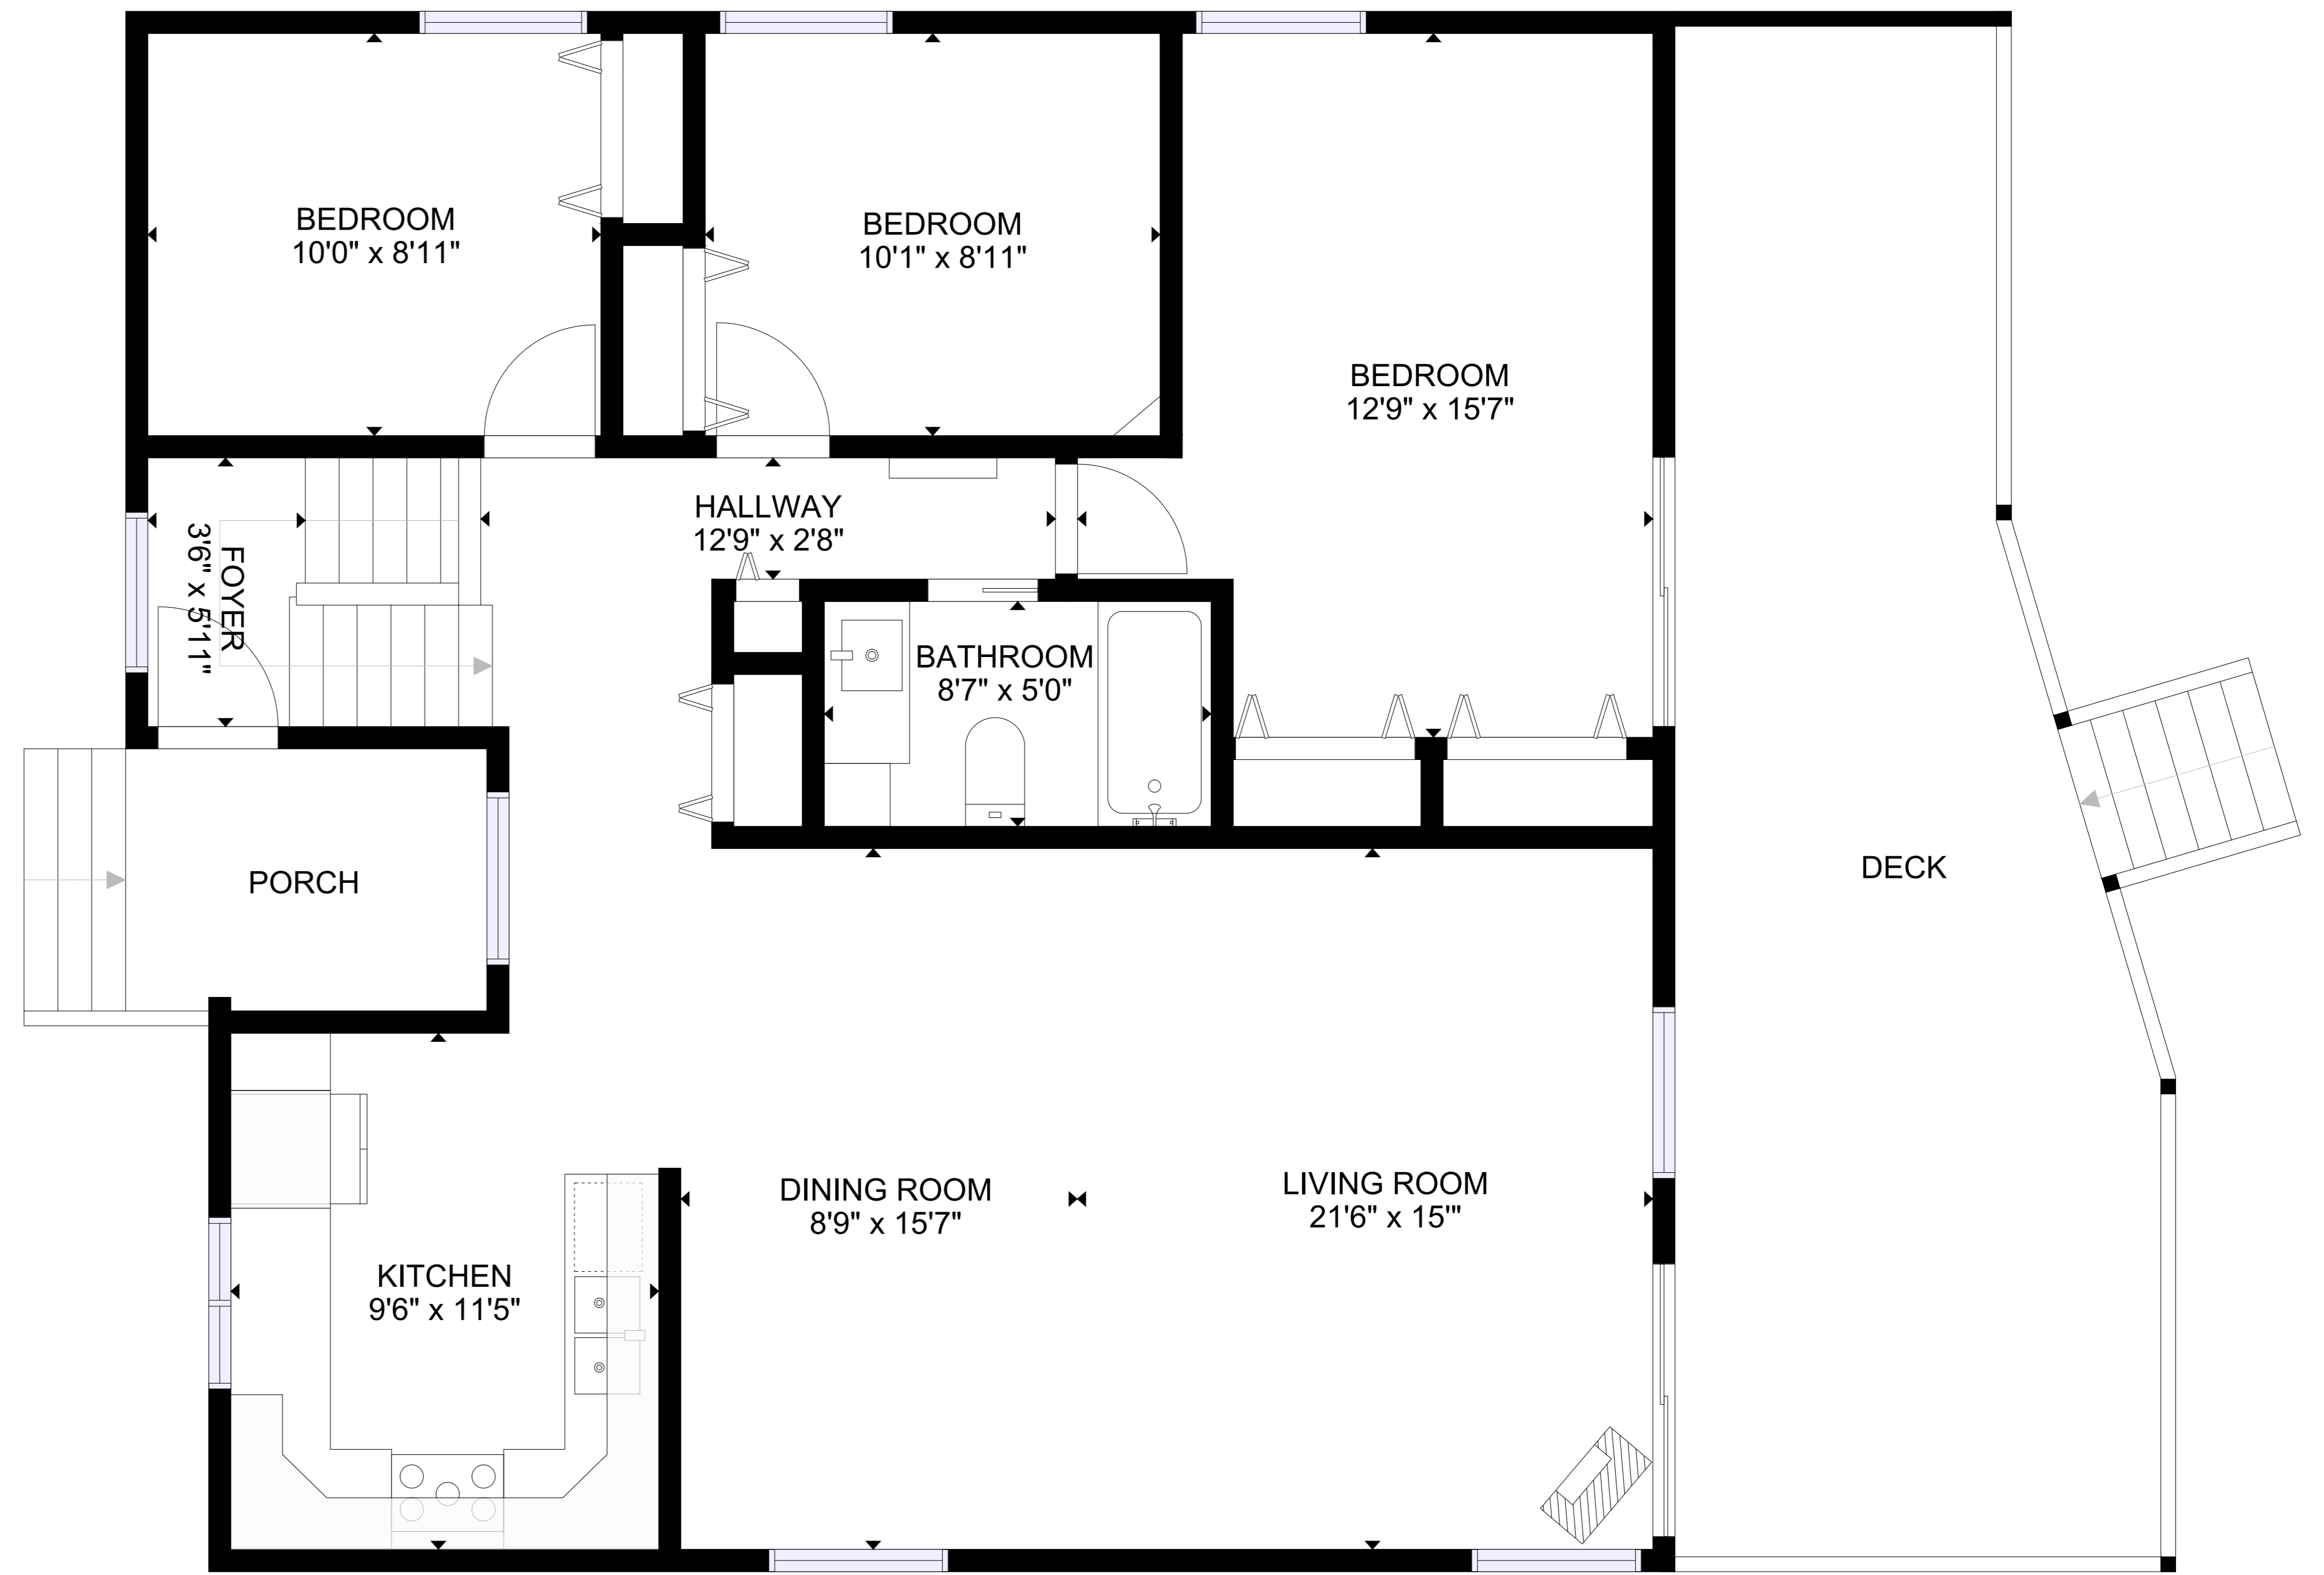 BEDROOM
10'0" x 8'11"
BEDROOM
10'1" x 8'11"
BEDROOM
12'9" x 15'7"
HALLWAY
12'9" x 2'8"
FOYER
3'6" x 5'11"
BATHROOM
8'7" x 5'0"
PORCH
DECK
DINING ROOM
8'9" x 15'7"
LIVING ROOM
21'6" x 15'"
KITCHEN
9'6" x 11'5"